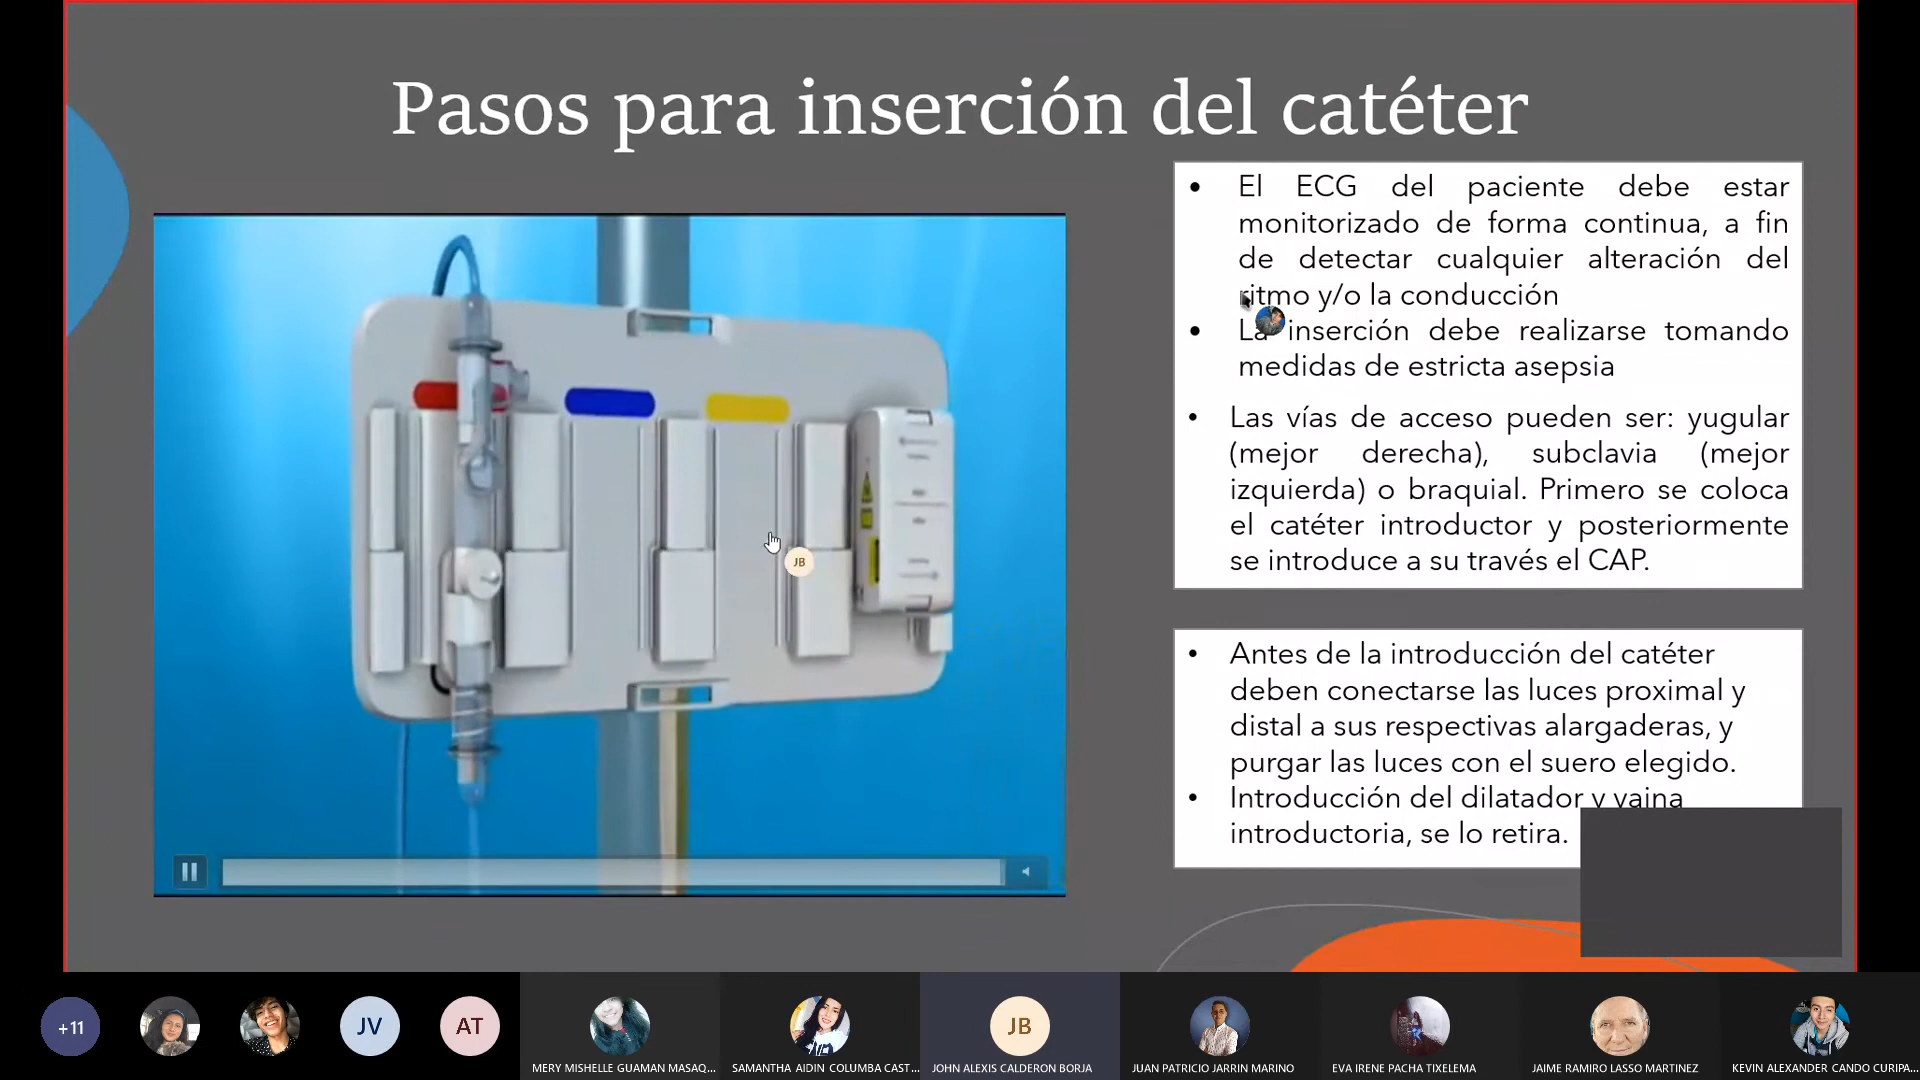 Pasos para inserción del catéter
• El ECG del paciente debe estar
monitorizado de forma continua, a fin
de detectar cualquier alteración del
ritmo y/o la conducción
• La inserción debe realizarse tomando
medidas de estricta asepsia
• Las vías de acceso pueden ser: yugular
(mejor derecha), subclavia (mejor
izquierda) o braquial. Primero se coloca
el catéter introductor y posteriormente
se introduce a su través el CAP.
JB
• Antes de la introducción del catéter
deben conectarse las luces proximal y
distal a sus respectivas alargaderas, y
purgar las luces con el suero elegido.
• Introducción del dilatador y vaina
introductoria, se lo retira.
+11
JV
AT
JB
MERY MISHELLE GUAMAN MASAQ...
SAMANTHA AIDIN COLUMBA CAST...
JOHN ALEXIS CALDERON BORJA
JUAN PATRICIO JARRIN MARINO
EVA IRENE PACHA TIXELEMA
JAIME RAMIRO LASSO MARTINEZ
KEVIN ALEXANDER CANDO CURIPA...